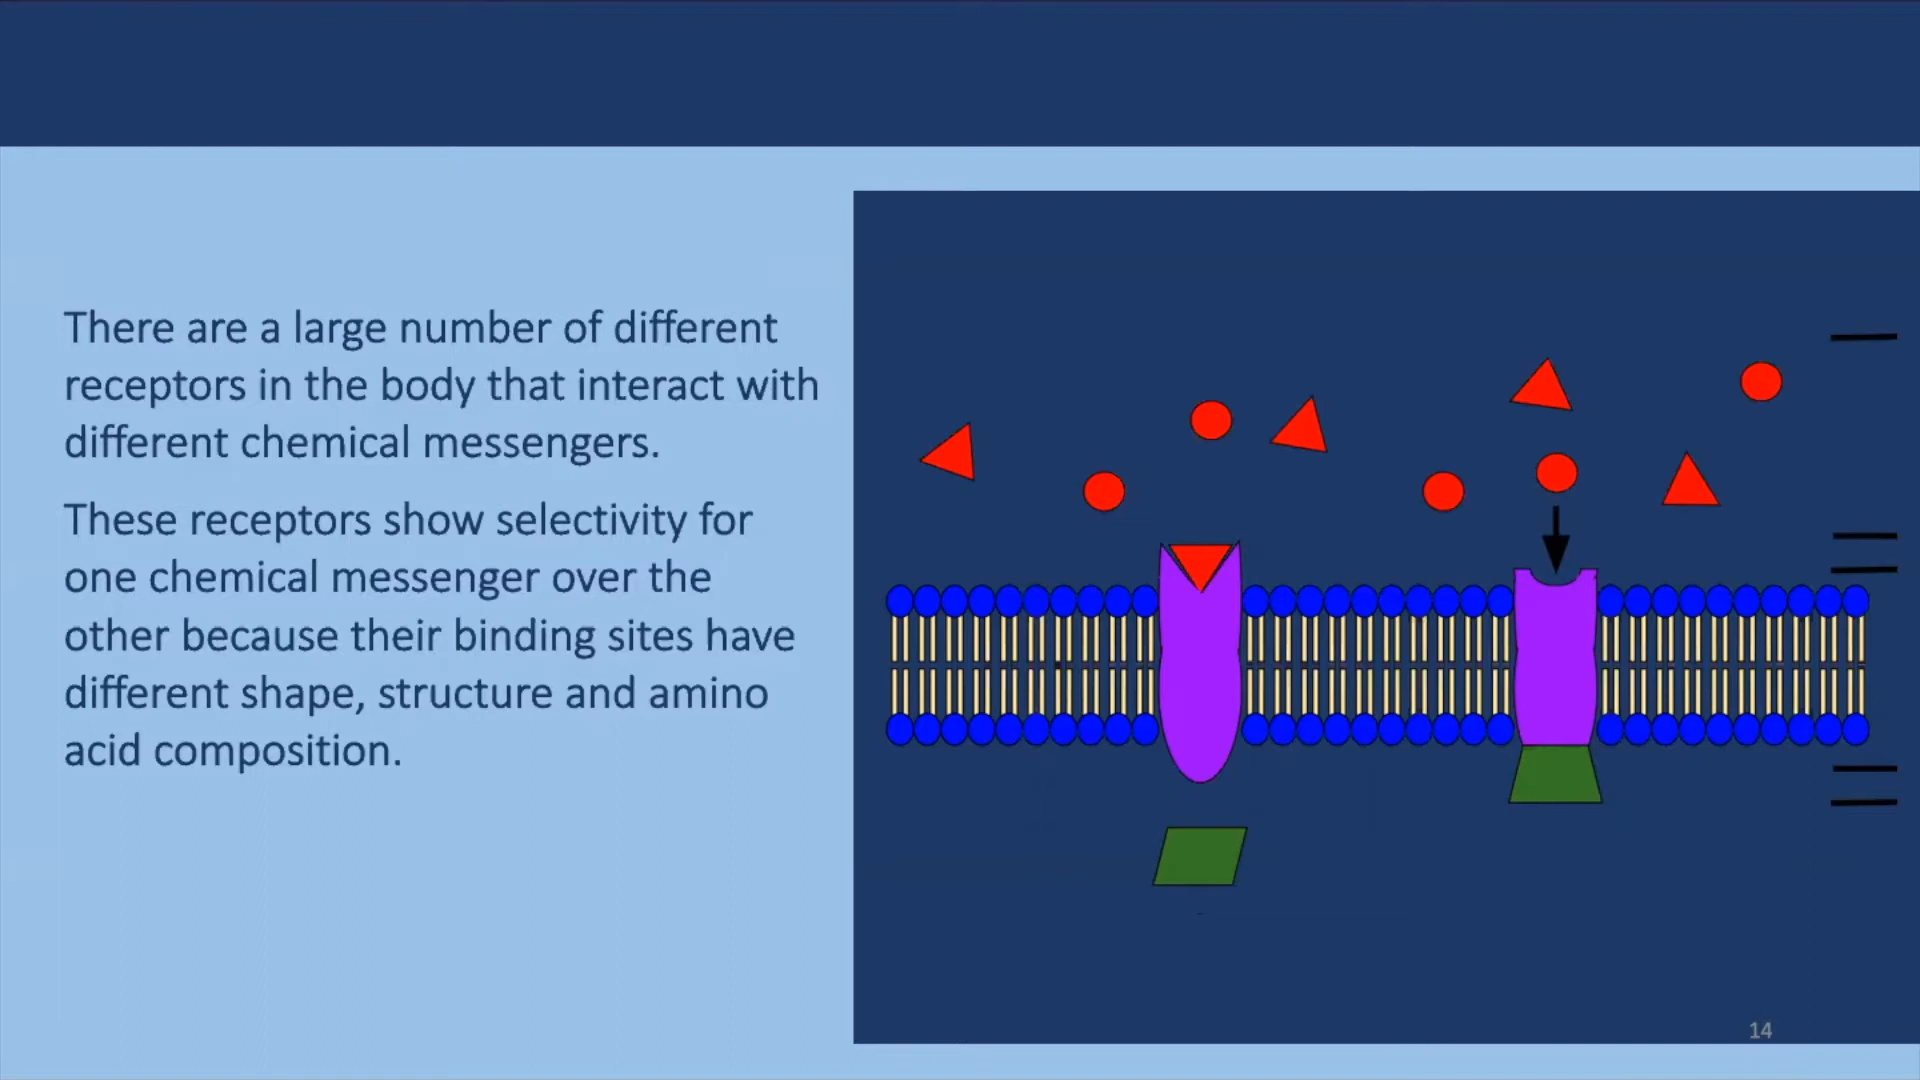 There are a large number of different
receptors in the body that interact with
different chemical messengers.
These receptors show selectivity for
one chemical messenger over the
other because their binding sites have
different shape, structure and amino
acid composition.
14